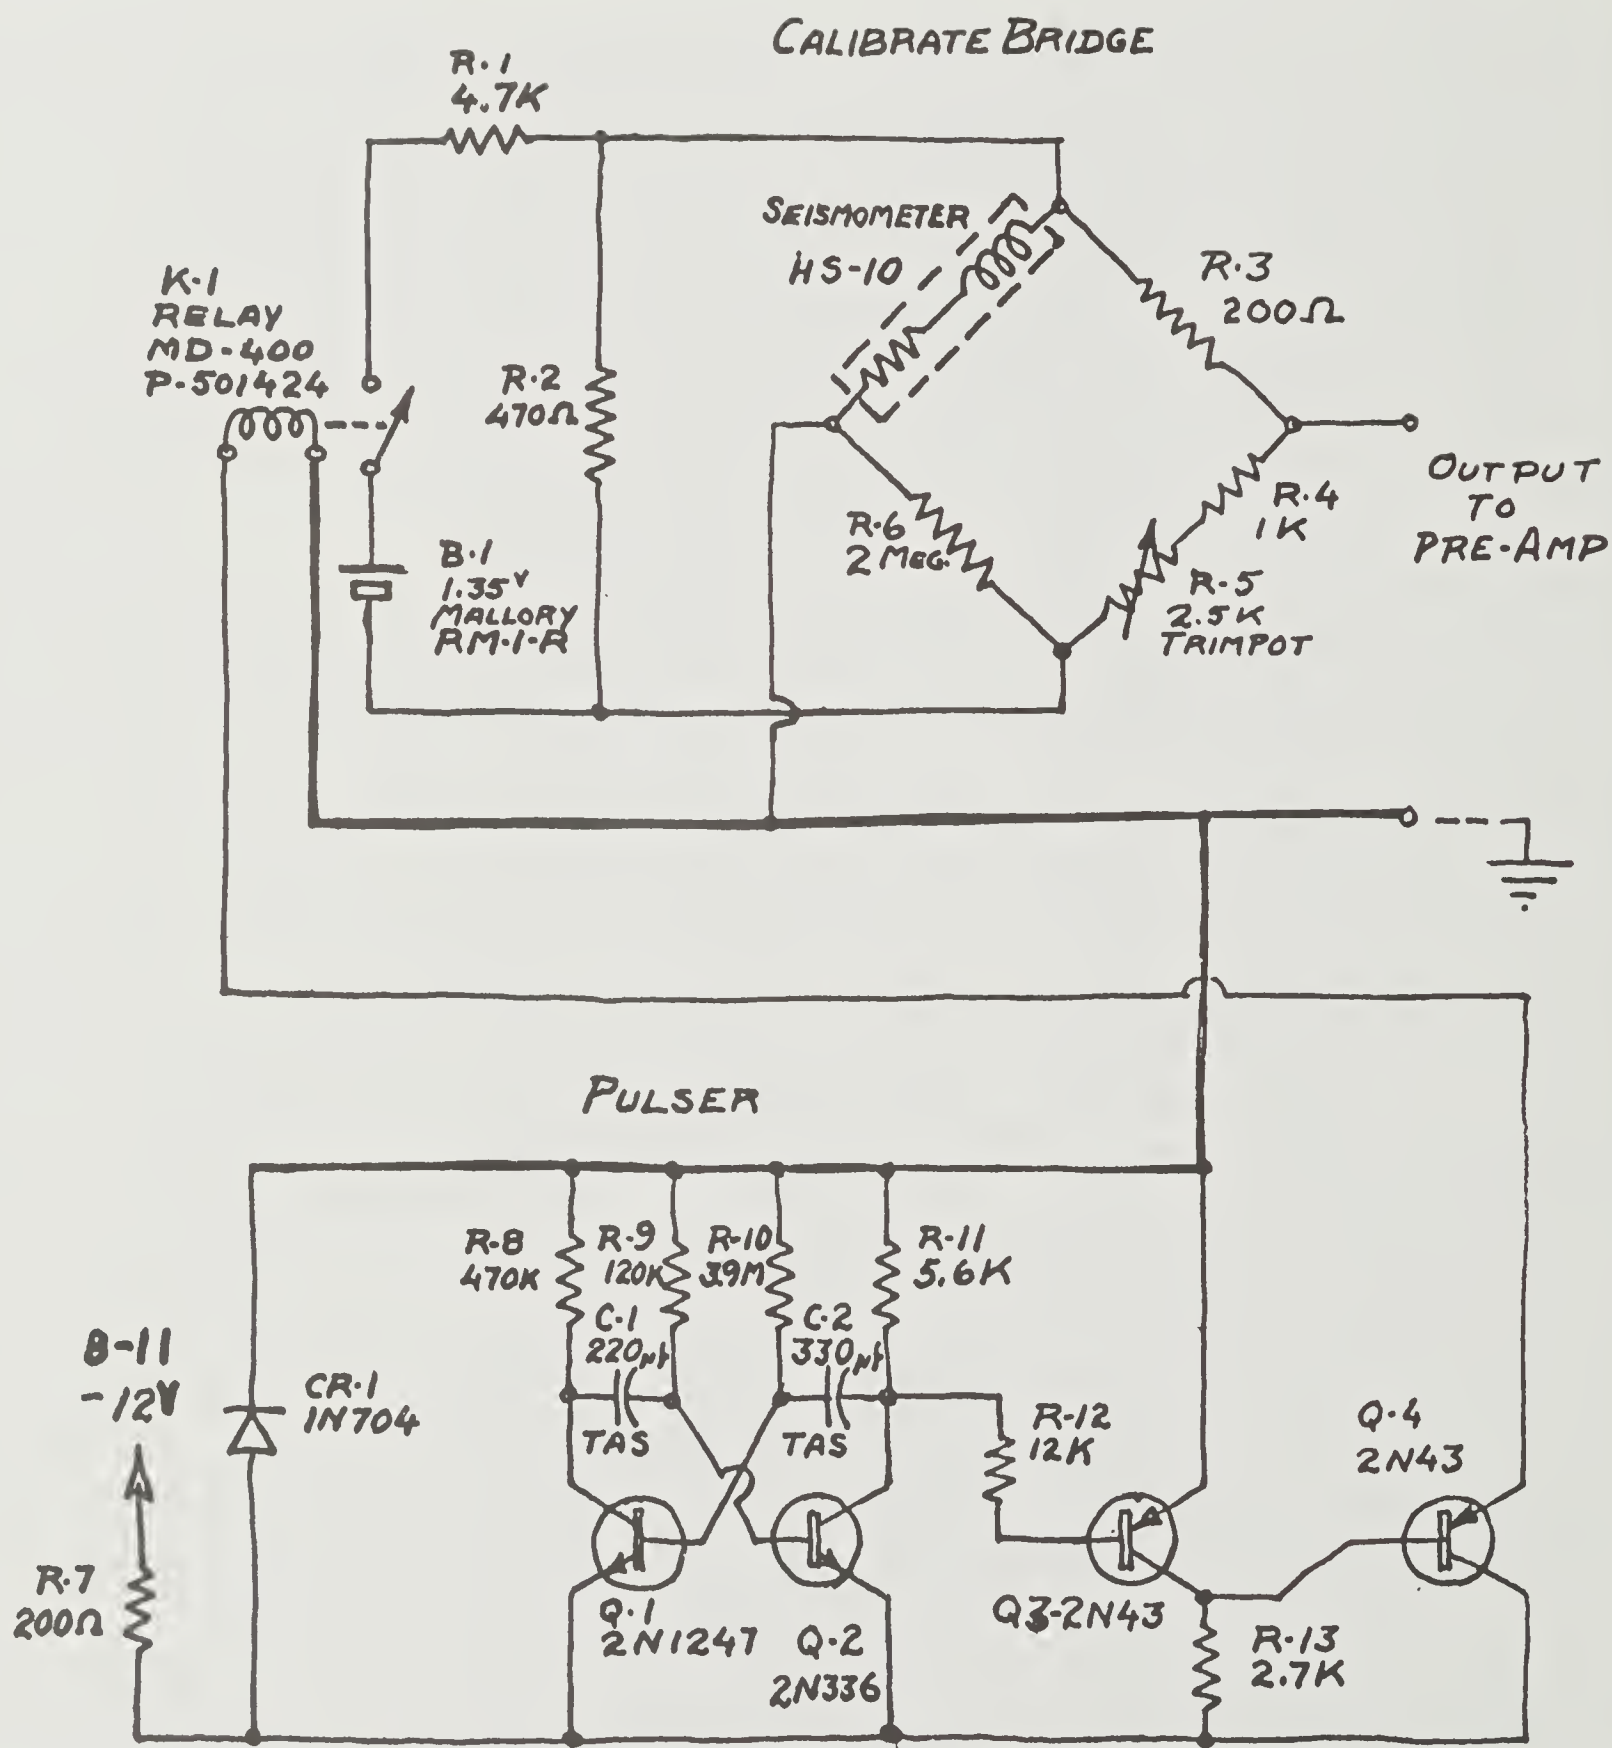 CALIBRATE BRIDGE
R-1
4.7K
SEISMOMETER
HS-10
R-3
200Ω
K-1
RELAY
MD-400
P-501424
R-2
470Ω
OUTPUT
TO
PRE-AMP
R-4
1K
R-6
2 MEG.
B-1
1.35V
MALLORY
RM-1-R
R-5
2.5K
TRIMPOT
PULSER
R-8
470K
R-9
120K
R-10
3.9M
R-11
5.6K
C-1
220μf
TAS
C-2
330μf
TAS
B-11
-12V
CR-1
1N704
R-12
12K
Q-4
2N43
R-7
200Ω
Q-1
2N1247
Q-2
2N336
Q3-2N43
R-13
2.7K